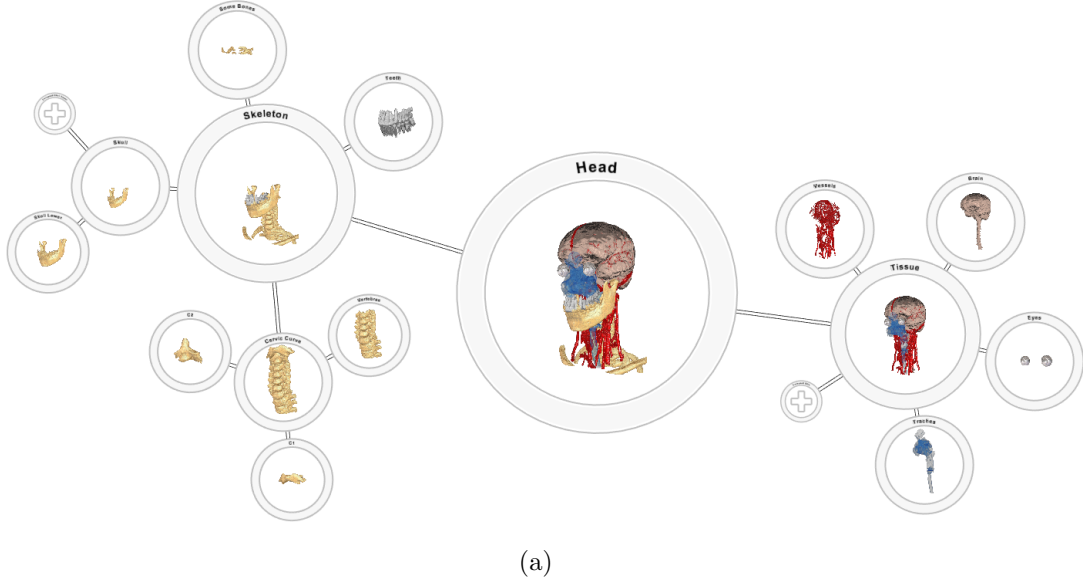 Some Bones
Teeth
Skeleton
Skull
Head
Vessels
Brain
Skull Lower
Tissue
Vertebrae
C2
Eyes
Cervic Curve
Trachea
C1
(a)